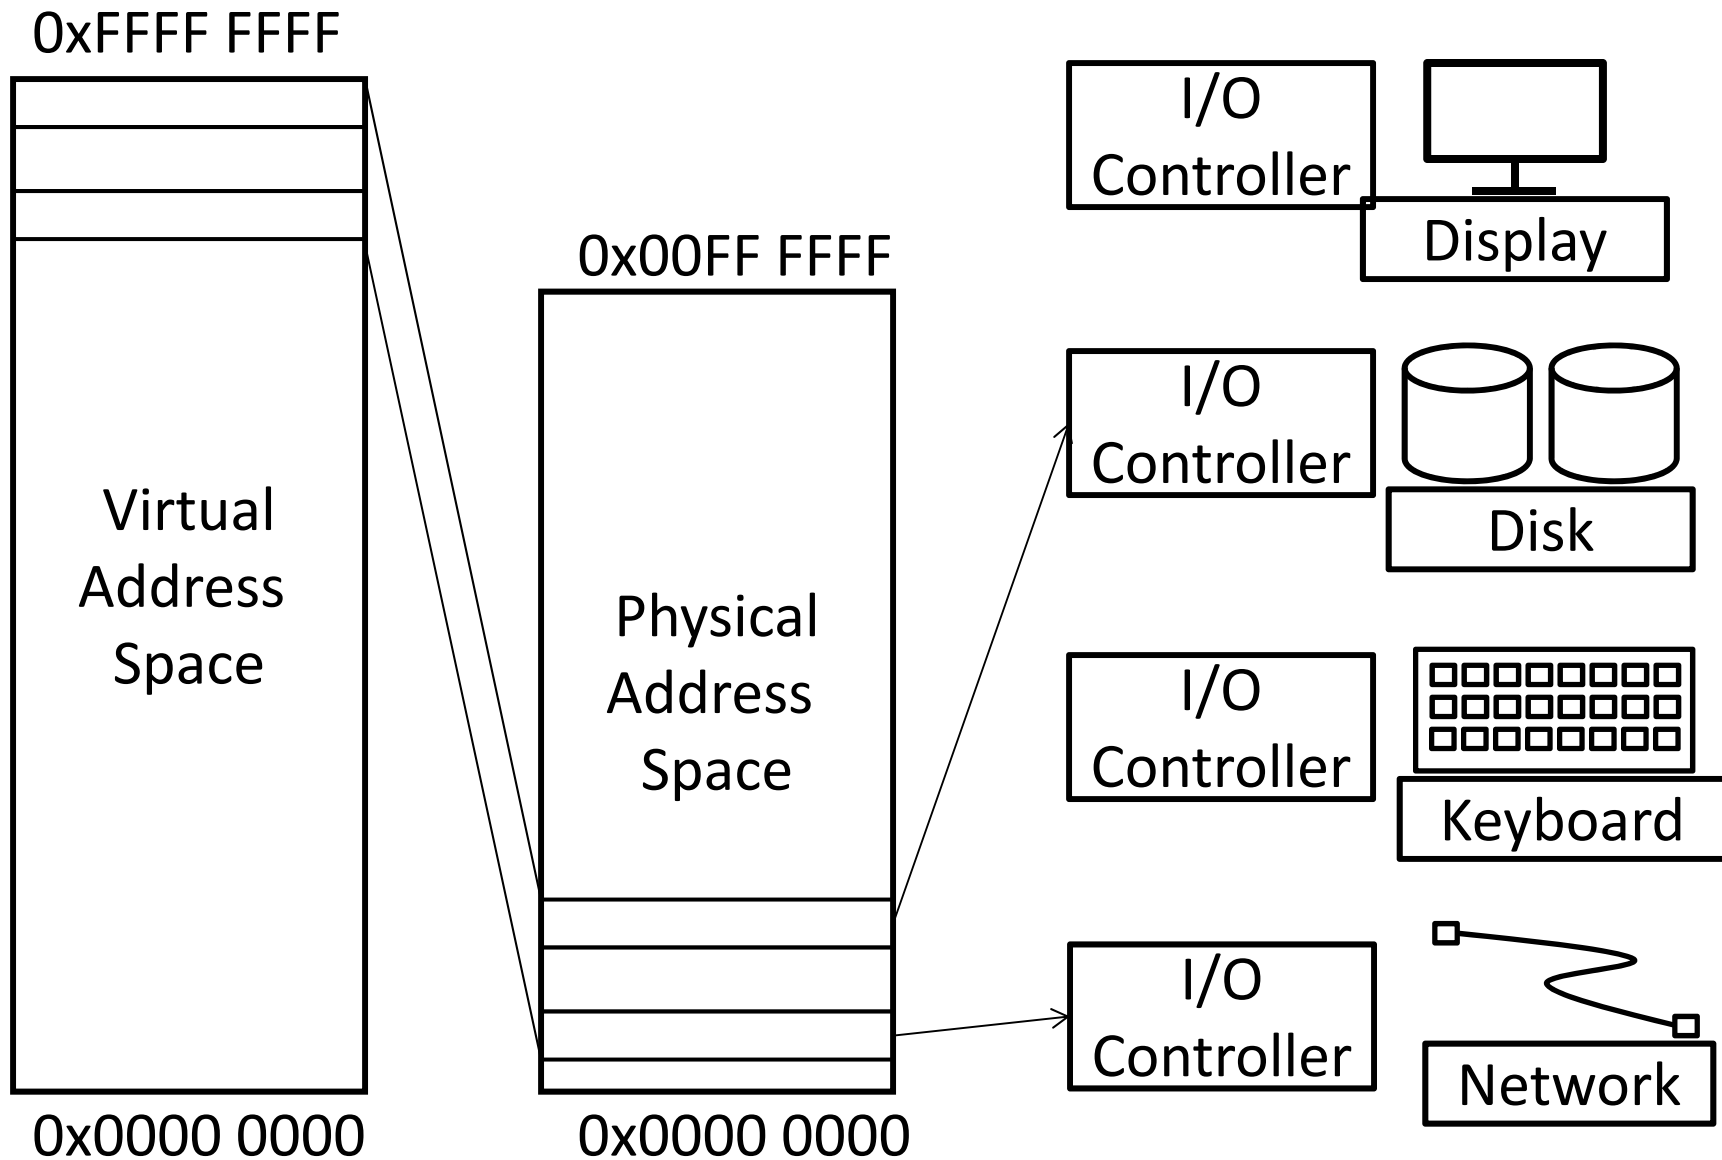 0xFFFF FFFF
Virtual
Address
Space
0x0000 0000
0x00FF FFFF
Physical
Address
Space
0x0000 0000
I/O
Controller
Display
I/O
Controller
Disk
I/O
Controller
Keyboard
I/O
Controller
Network